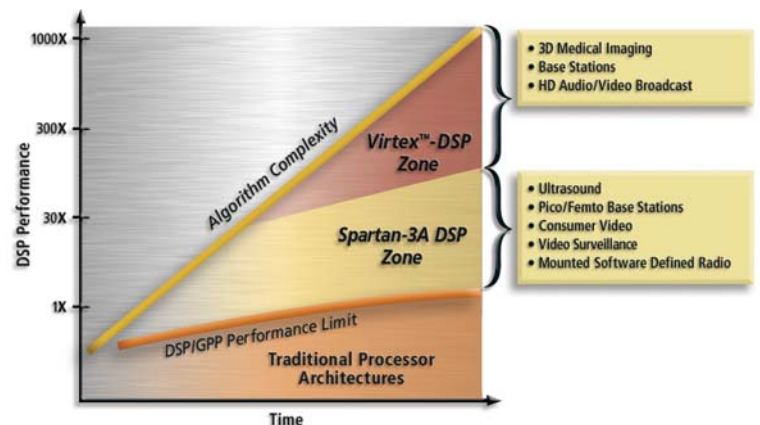 1000X
300X
30X
1X
DSP Performance
Time
Algorithm Complexity
Virtex™-DSP
Zone
Spartan-3A DSP
Zone
DSP/GPP Performance Limit
Traditional Processor
Architectures
• 3D Medical Imaging
• Base Stations
• HD Audio/Video Broadcast
• Ultrasound
• Pico/Femto Base Stations
• Consumer Video
• Video Surveillance
• Mounted Software Defined Radio